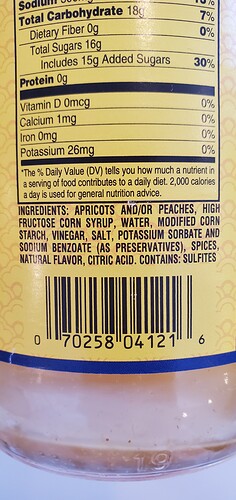 Sodium
Total Carbohydrate 18g 7%
Dietary Fiber 0g 0%
Total Sugars 16g
Includes 15g Added Sugars 30%
Protein 0g
Vitamin D 0mcg 0%
Calcium 1mg 0%
Iron 0mg 0%
Potassium 26mg 0%
*The % Daily Value (DV) tells you how much a nutrient in
a serving of food contributes to a daily diet. 2,000 calories
a day is used for general nutrition advice.
INGREDIENTS: APRICOTS AND/OR PEACHES, HIGH
FRUCTOSE CORN SYRUP, WATER, MODIFIED CORN
STARCH, VINEGAR, SALT, POTASSIUM SORBATE AND
SODIUM BENZOATE (AS PRESERVATIVES), SPICES,
NATURAL FLAVOR, CITRIC ACID. CONTAINS: SULFITES
0 70258 04121 6